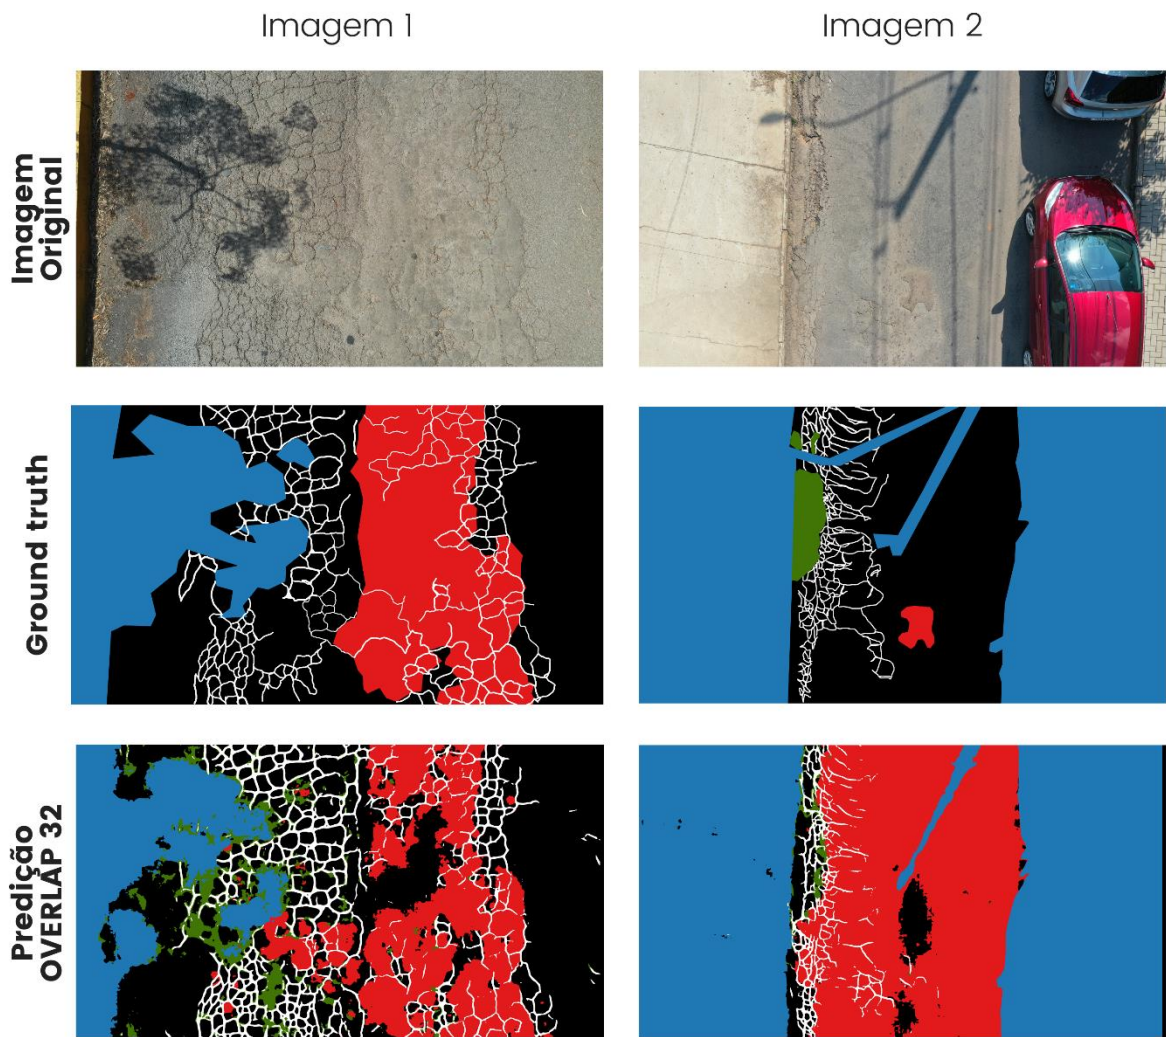 Imagem 1
Imagem 2
Imagem
Original
Ground truth
Predição
OVERLAP 32